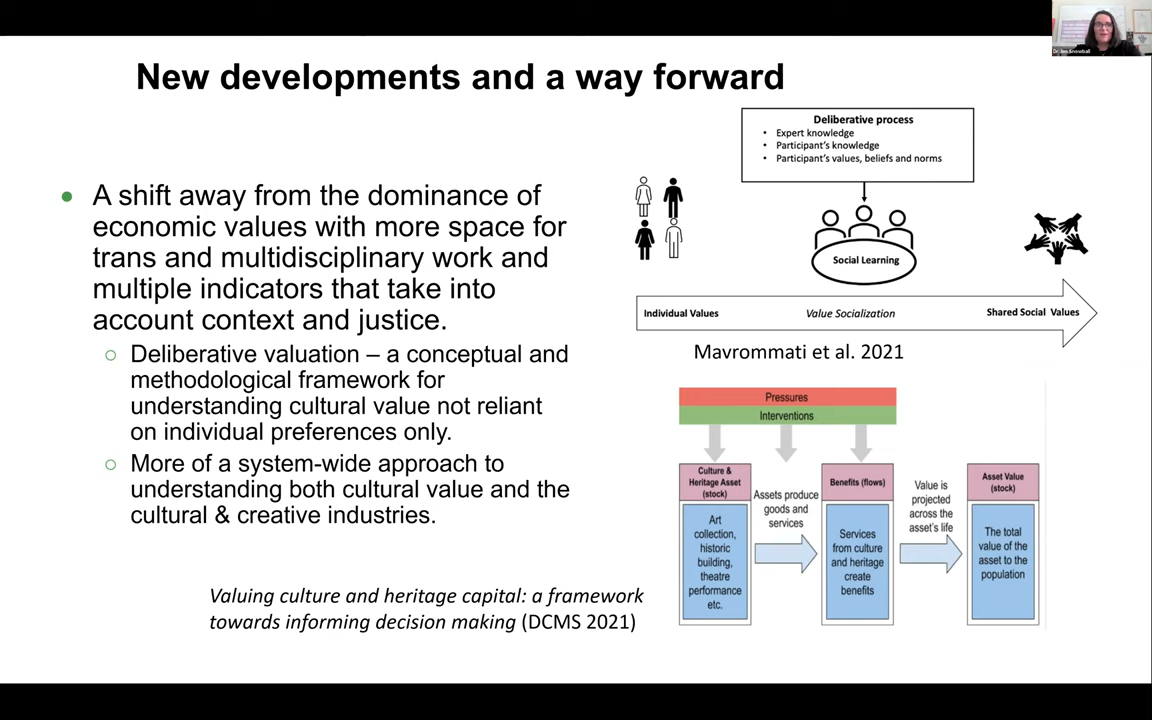 New developments and a way forward
• A shift away from the dominance of
economic values with more space for
trans and multidisciplinary work and
multiple indicators that take into
account context and justice.
○ Deliberative valuation – a conceptual and
methodological framework for
understanding cultural value not reliant
on individual preferences only.
○ More of a system-wide approach to
understanding both cultural value and the
cultural & creative industries.
Valuing culture and heritage capital: a framework
towards informing decision making (DCMS 2021)
Deliberative process
• Expert knowledge
• Participant's knowledge
• Participant's values, beliefs and norms
Social Learning
Individual Values
Value Socialization
Shared Social Values
Mavrommati et al. 2021
Pressures
Interventions
Culture &
Heritage Asset
(stock)
Art
collection,
historic
building,
theatre
performance
etc.
Assets produce
goods and
services
Benefits (flows)
Services
from culture
and heritage
create
benefits
Value is
projected
across the
asset's life
Asset Value
(stock)
The total
value of the
asset to the
population
Dr. Jen Snowball